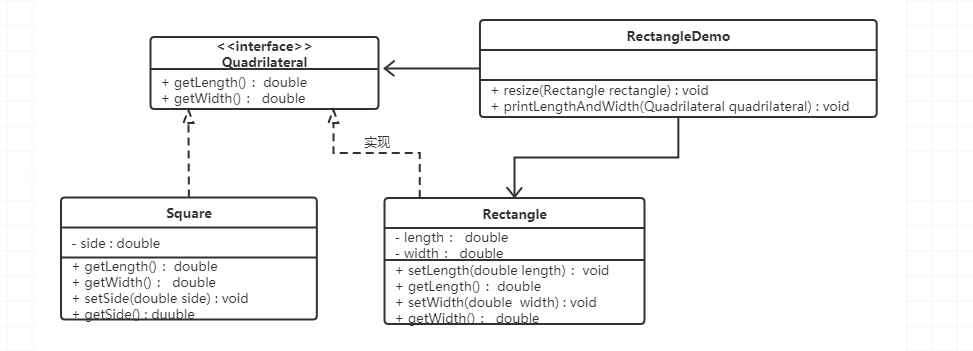 <<interface>>
Quadrilateral
+ getLength() : double
+ getWidth() : double
RectangleDemo
+ resize(Rectangle rectangle) : void
+ printLengthAndWidth(Quadrilateral quadrilateral) : void
实现
Square
- side : double
+ getLength() : double
+ getWidth() : double
+ setSide(double side) : void
+ getSide() : duuble
Rectangle
- length : double
- width : double
+ setLength(double length) : void
+ getLength() : double
+ setWidth(double width) : void
+ getWidth() : double